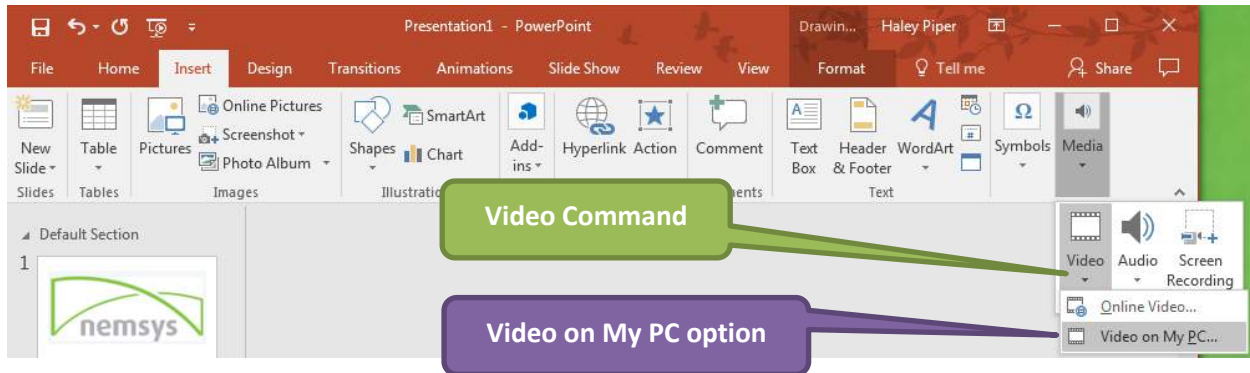 Presentation1 - PowerPoint
Drawin...
Haley Piper
File Home Insert Design Transitions Animations Slide Show Review View Format Tell me Share
New Slide
Table
Pictures
Online Pictures
Screenshot
Photo Album
Shapes
SmartArt
Chart
Add-ins
Hyperlink
Action
Comment
A
Text Box
Header & Footer
A
WordArt
#
Ω
Symbols
Media
Slides
Tables
Images
Text
Video Command
Default Section
1
nemsys
Video
Audio
Screen Recording
Online Video...
Video on My PC option
Video on My PC...